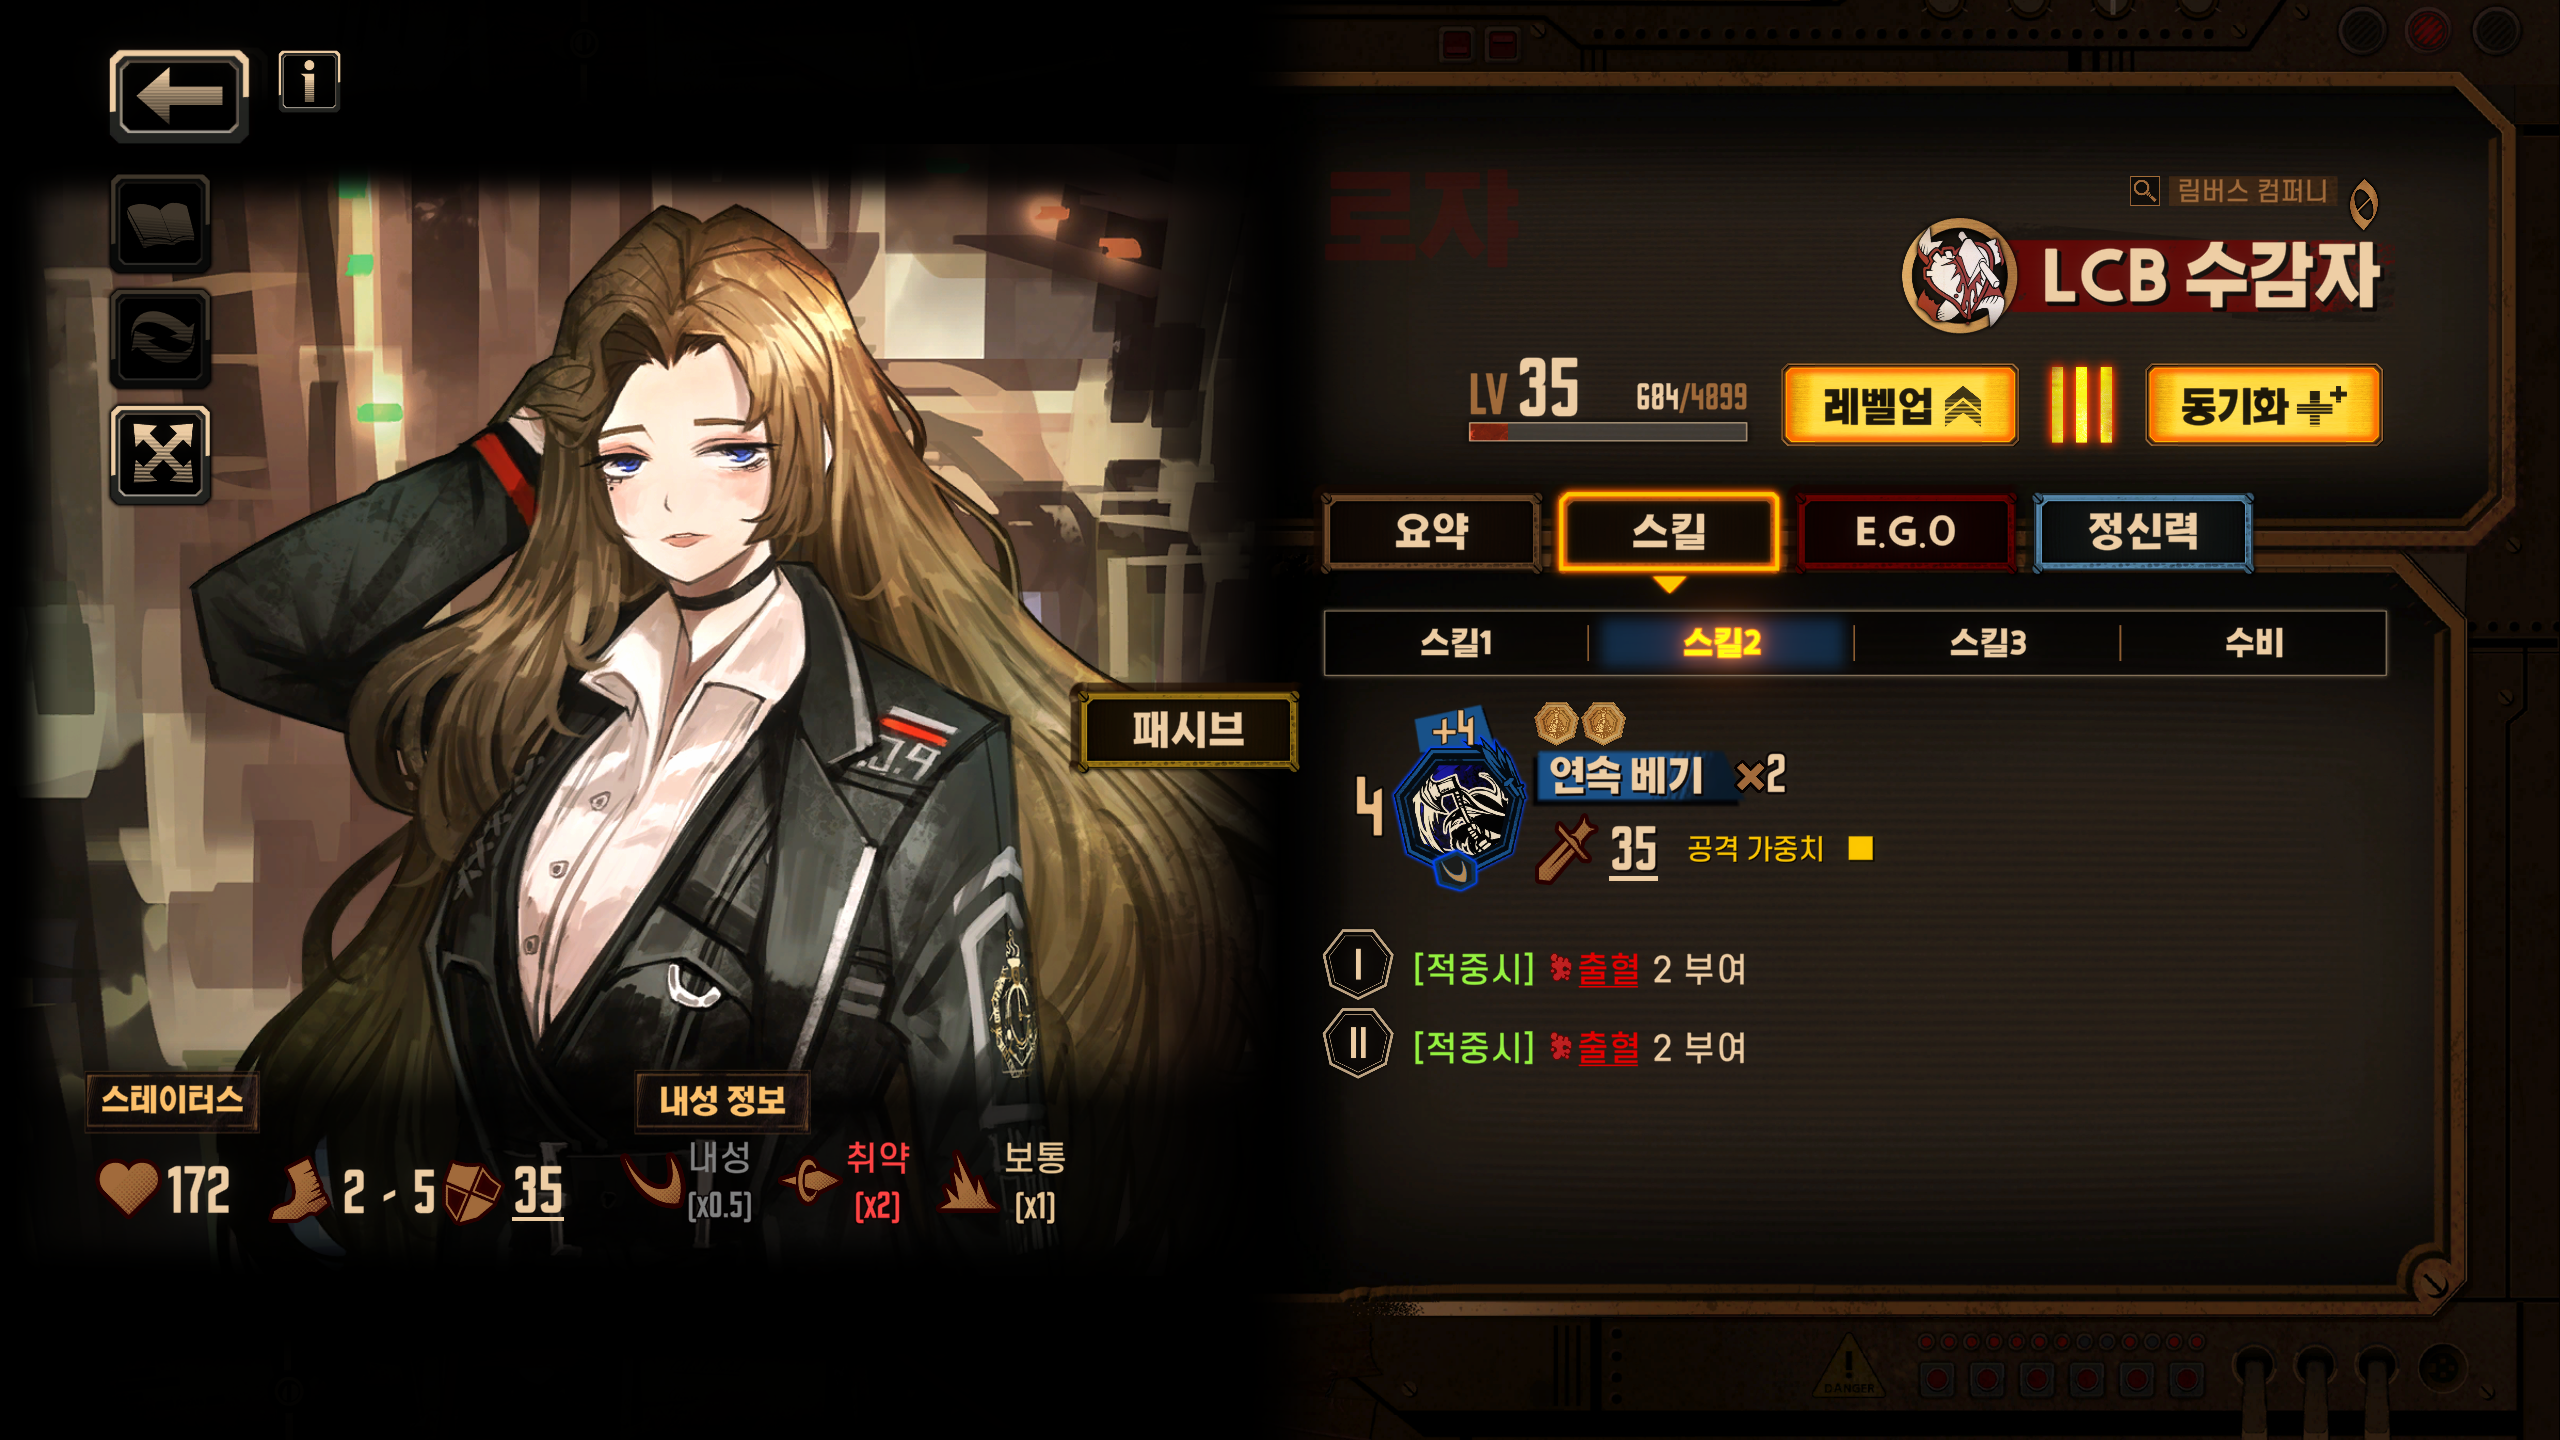 로쟈
림버스 컴퍼니
LCB 수감자
LV 35 684/4899
레벨업
동기화
요약
스킬
E.G.O
정신력
스킬1
스킬2
스킬3
수비
패시브
+4
4
연속 베기 ×2
35 공격 가중치
I [적중시] 출혈 2 부여
II [적중시] 출혈 2 부여
스테이터스
172
2 - 5
35
내성 정보
내성
[x0.5]
취약
[x2]
보통
[x1]
DANGER